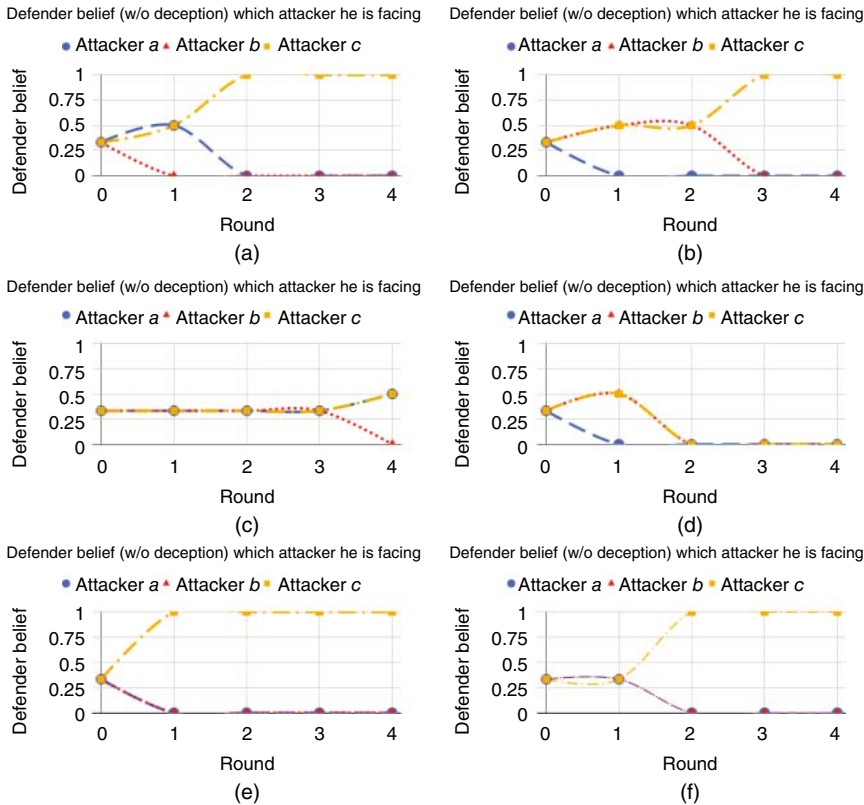 Defender belief (w/o deception) which attacker he is facing
Attacker a Attacker b Attacker c
Defender belief
1
0.75
0.5
0.25
0
0 1 2 3 4
Round
(a)
Defender belief (w/o deception) which attacker he is facing
Attacker a Attacker b Attacker c
Defender belief
1
0.75
0.5
0.25
0
0 1 2 3 4
Round
(b)
Defender belief (w/o deception) which attacker he is facing
Attacker a Attacker b Attacker c
Defender belief
1
0.75
0.5
0.25
0
0 1 2 3 4
Round
(c)
Defender belief (w/o deception) which attacker he is facing
Attacker a Attacker b Attacker c
Defender belief
1
0.75
0.5
0.25
0
0 1 2 3 4
Round
(d)
Defender belief (w/o deception) which attacker he is facing
Attacker a Attacker b Attacker c
Defender belief
1
0.75
0.5
0.25
0
0 1 2 3 4
Round
(e)
Defender belief (w/o deception) which attacker he is facing
Attacker a Attacker b Attacker c
Defender belief
1
0.75
0.5
0.25
0
0 1 2 3 4
Round
(f)